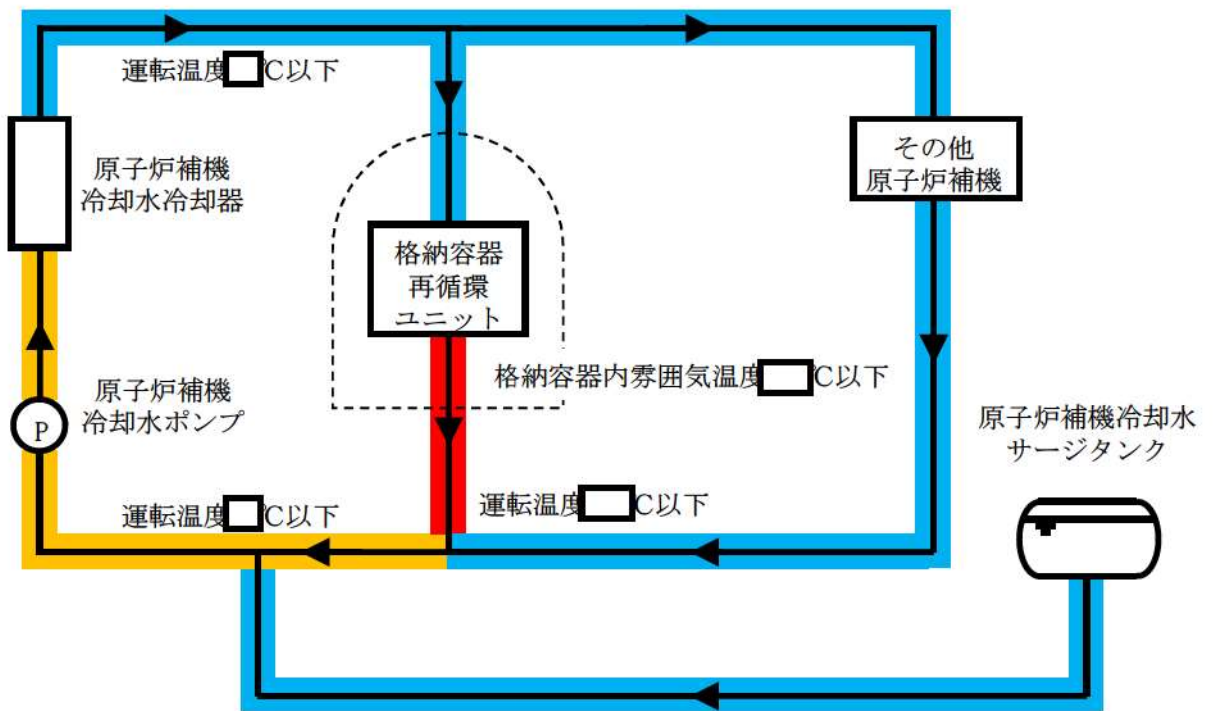 運転温度 ℃以下
原子炉補機
冷却水冷却器
その他
原子炉補機
格納容器
再循環
ユニット
格納容器内雰囲気温度 ℃以下
原子炉補機
冷却水ポンプ
P
原子炉補機冷却水
サージタンク
運転温度 ℃以下
運転温度 ℃以下